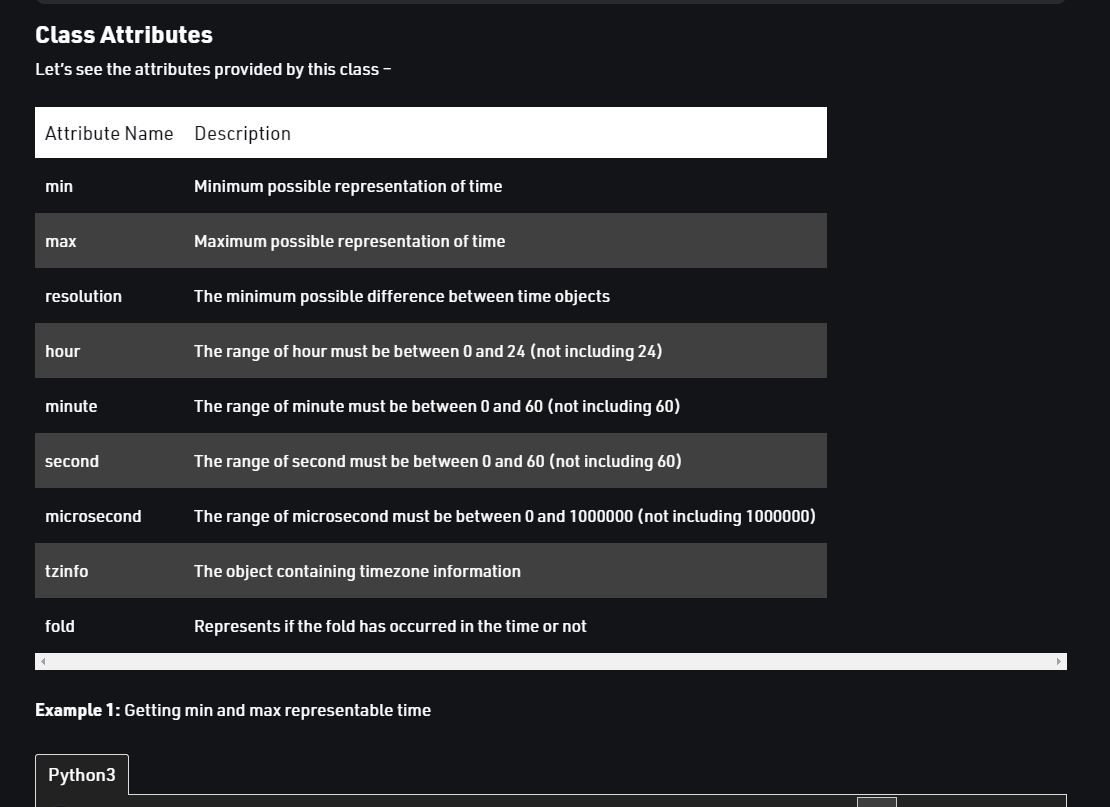 Class Attributes
Let's see the attributes provided by this class –
Attribute Name Description
min Minimum possible representation of time
max Maximum possible representation of time
resolution The minimum possible difference between time objects
hour The range of hour must be between 0 and 24 (not including 24)
minute The range of minute must be between 0 and 60 (not including 60)
second The range of second must be between 0 and 60 (not including 60)
microsecond The range of microsecond must be between 0 and 1000000 (not including 1000000)
tzinfo The object containing timezone information
fold Represents if the fold has occurred in the time or not
Example 1: Getting min and max representable time
Python3